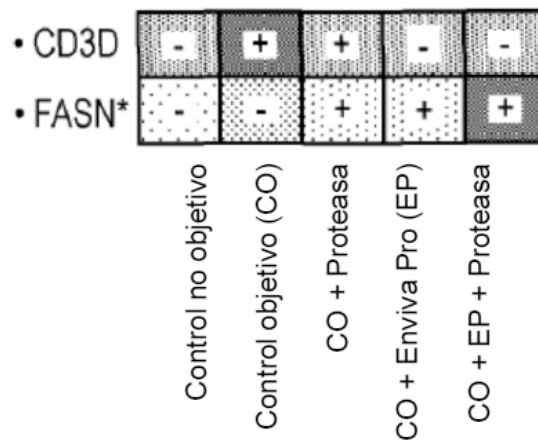 • CD3D - + + - -
• FASN* - - + + +
Control no objetivo
Control objetivo (CO)
CO + Proteasa
CO + Enviva Pro (EP)
CO + EP + Proteasa